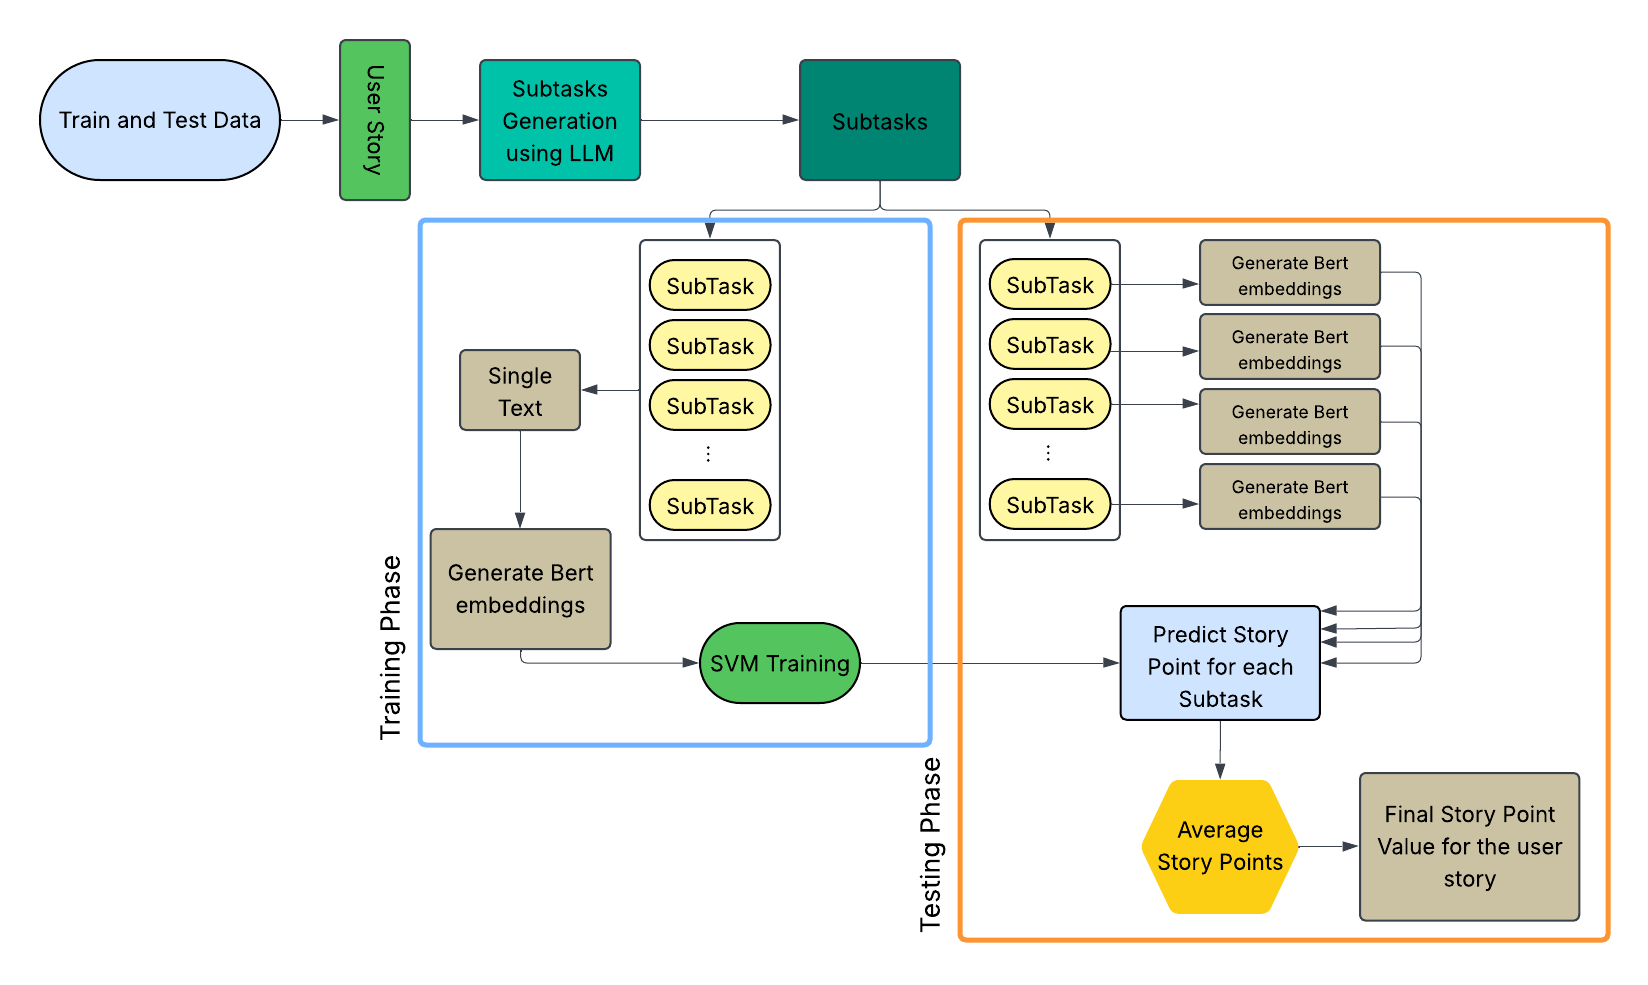 Train and Test Data
User Story
Subtasks
Generation
using LLM
Subtasks
Training Phase
SubTask
SubTask
SubTask
⋮
SubTask
Single
Text
Generate Bert
embeddings
SVM Training
Testing Phase
SubTask
SubTask
SubTask
⋮
SubTask
Generate Bert
embeddings
Generate Bert
embeddings
Generate Bert
embeddings
Generate Bert
embeddings
Predict Story
Point for each
Subtask
Average
Story Points
Final Story Point
Value for the user
story